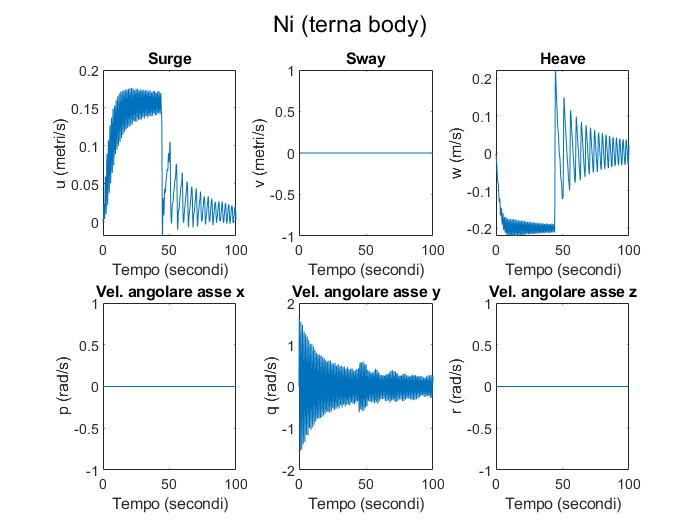 Ni (terna body)
Surge
0.2
0.15
0.1
0.05
0
u (metri/s)
0 50 100
Tempo (secondi)
Sway
1
0.5
0
-0.5
-1
v (metri/s)
0 50 100
Tempo (secondi)
Heave
0.2
0.1
0
-0.1
-0.2
w (m/s)
0 50 100
Tempo (secondi)
Vel. angolare asse x
1
0.5
0
-0.5
-1
p (rad/s)
0 50 100
Tempo (secondi)
Vel. angolare asse y
2
1
0
-1
-2
q (rad/s)
0 50 100
Tempo (secondi)
Vel. angolare asse z
1
0.5
0
-0.5
-1
r (rad/s)
0 50 100
Tempo (secondi)